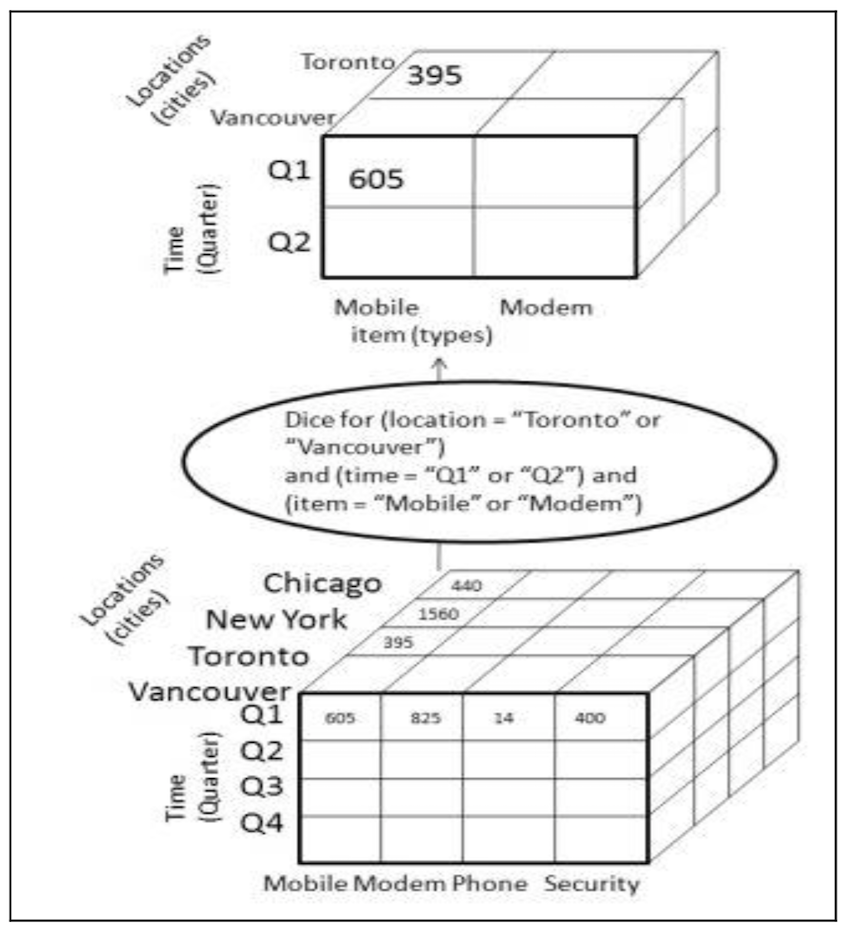 Locations
(cities)
Toronto
395
Vancouver
Q1
605
Time
(Quarter)
Q2
Mobile
Modem
item (types)
Dice for (location = “Toronto” or
“Vancouver”)
and (time = “Q1” or “Q2”) and
(item = “Mobile” or “Modem”)
Locations
(cities)
Chicago
440
New York
1560
Toronto
395
Vancouver
Q1
605
825
14
400
Time
(Quarter)
Q2
Q3
Q4
Mobile Modem Phone Security